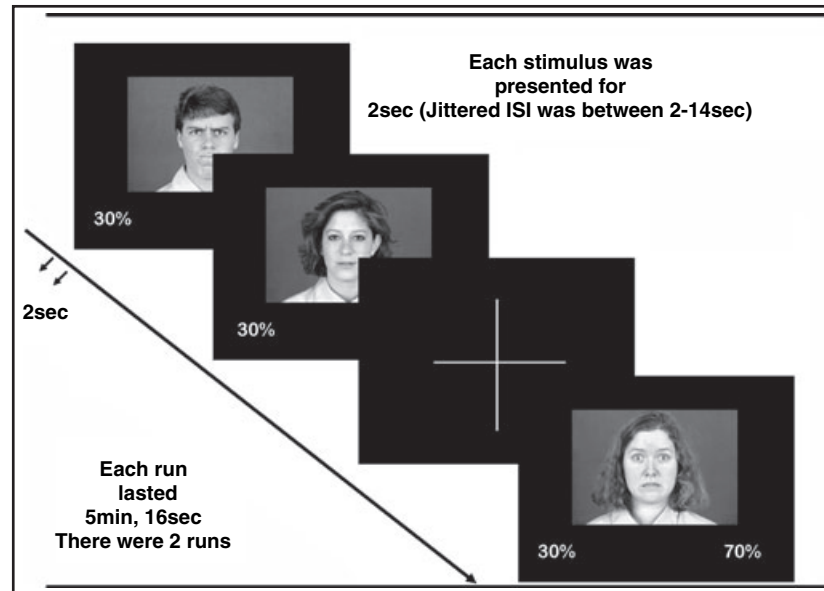 Each stimulus was
presented for
2sec (Jittered ISI was between 2-14sec)
30%
30%
2sec
30% 70%
Each run
lasted
5min, 16sec
There were 2 runs